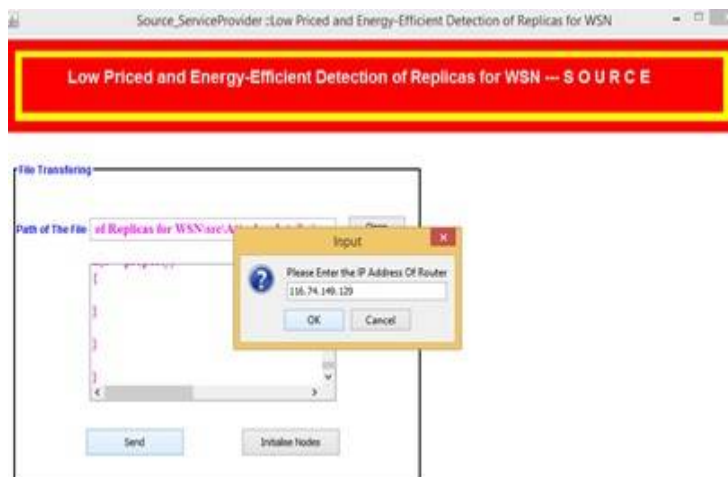 Source_ServiceProvider :Low Priced and Energy-Efficient Detection of Replicas for WSN
Low Priced and Energy-Efficient Detection of Replicas for WSN --- S O U R C E
File Transfering
Path of The File
of Replicas for WSN\src\
Input
Please Enter the IP Address Of Router
116.74.149.129
OK
Cancel
{
}
}
}
Send
Initialise Nodes